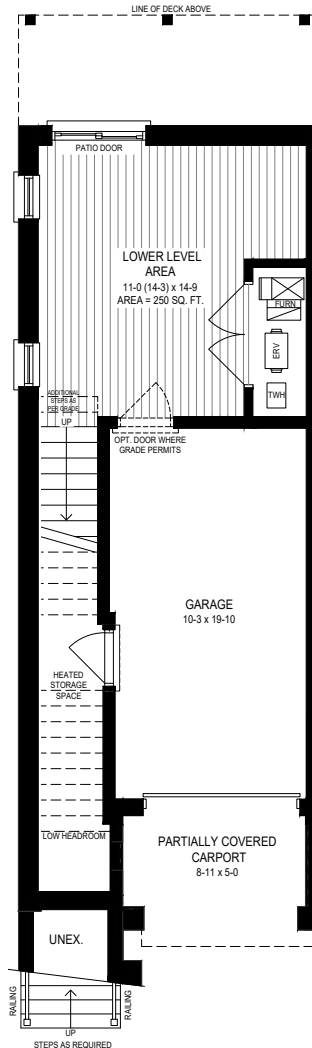 LINE OF DECK ABOVE
PATIO DOOR
LOWER LEVEL
AREA
11-0 (14-3) x 14-9
AREA = 250 SQ. FT.
FURN
ERV
TWH
ADDITIONAL
STEPS AS
PER GRADE
UP
OPT. DOOR WHERE
GRADE PERMITS
GARAGE
10-3 x 19-10
HEATED
STORAGE
SPACE
LOW HEADROOM
PARTIALLY COVERED
CARPORT
8-11 x 5-0
UNEX.
RAILING
RAILING
UP
STEPS AS REQUIRED